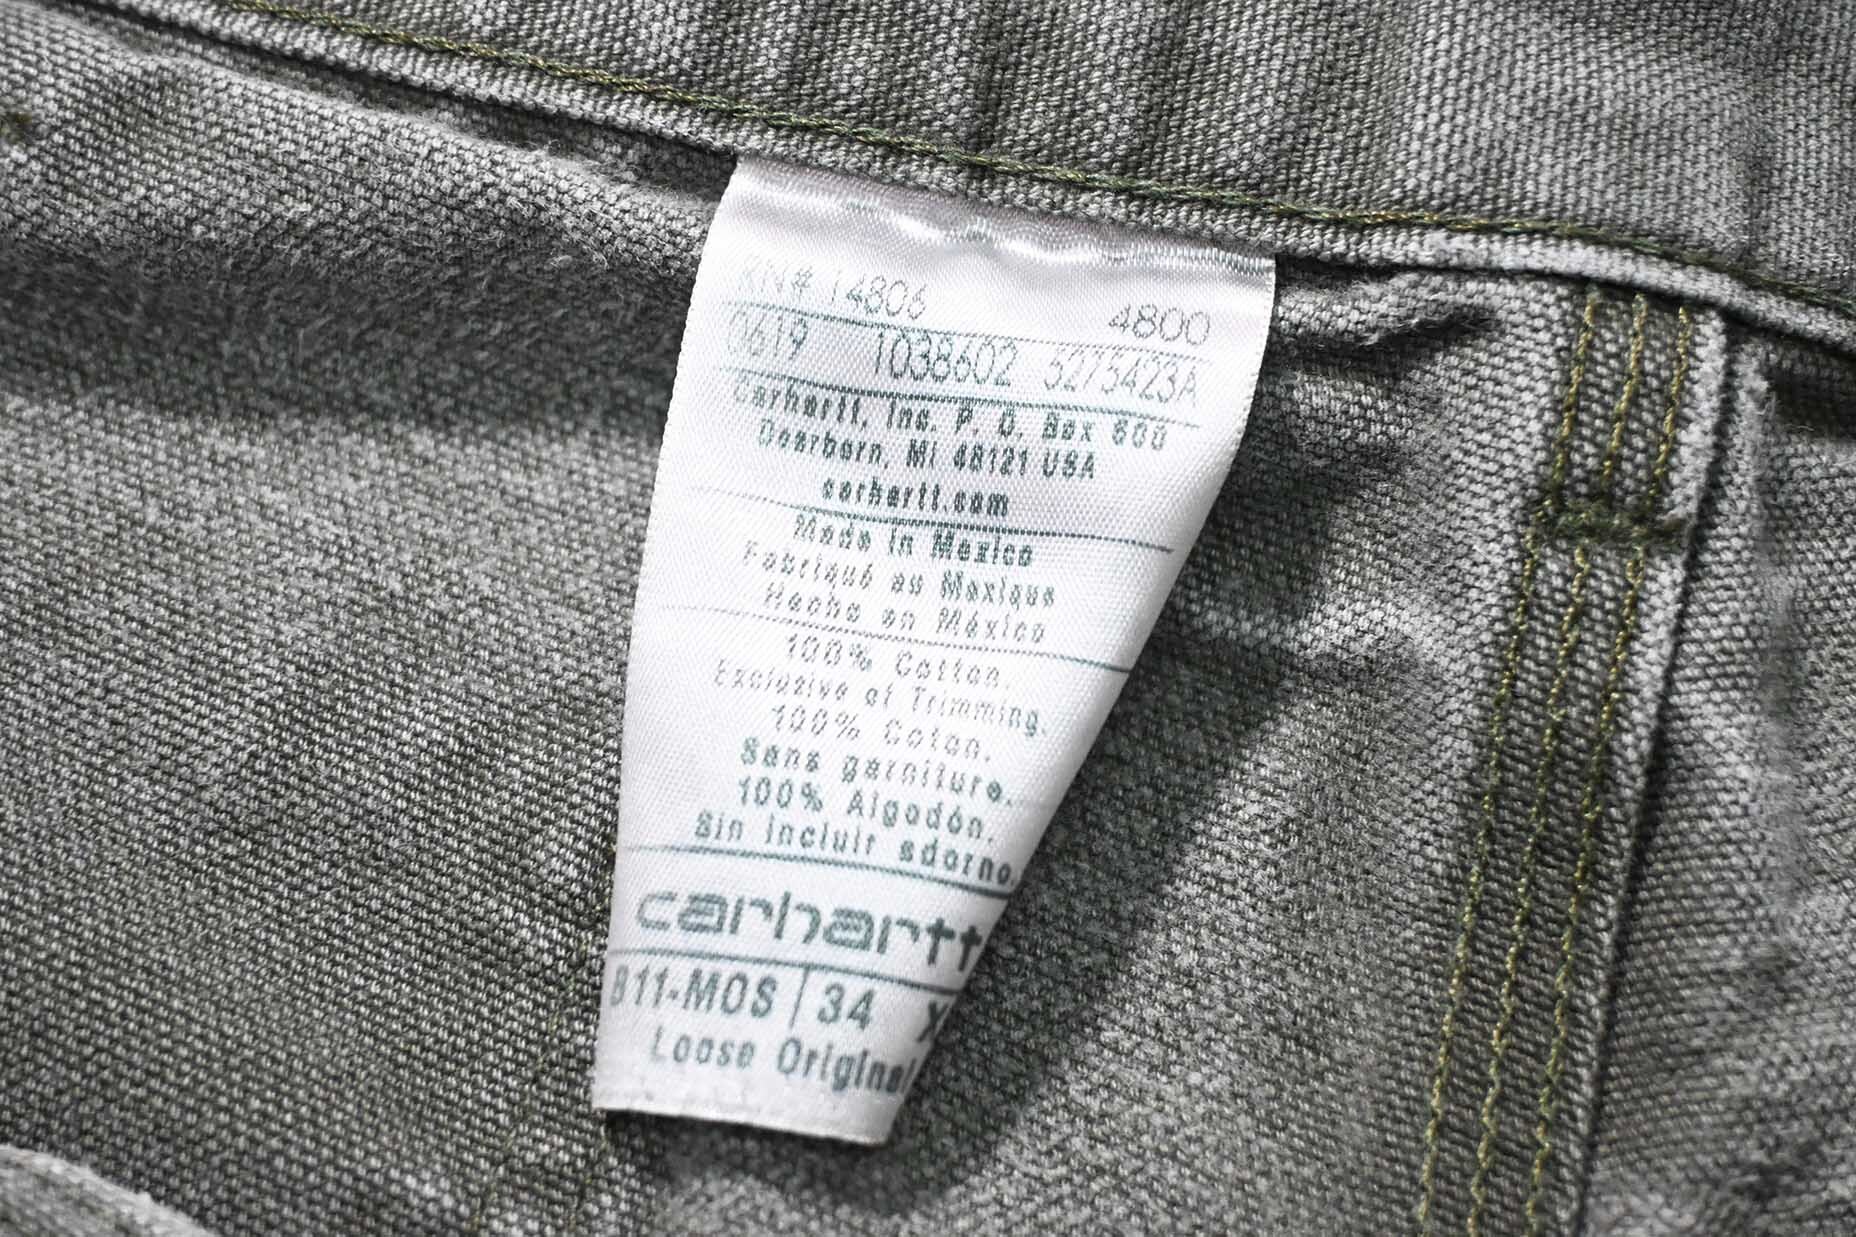 RN# 14806 4800
0619 1038602 5275423A
Carhartt, Inc. P. O. Box 600
Dearborn, MI 48121 USA
carhartt.com
Made in Mexico
Fabriqué au Mexique
Hecho en México
100% Cotton.
Exclusive of Trimming.
100% Coton.
Sans garniture.
100% Algodón.
Sin incluir adorno.
carhartt
B11-MOS 34 X
Loose Original